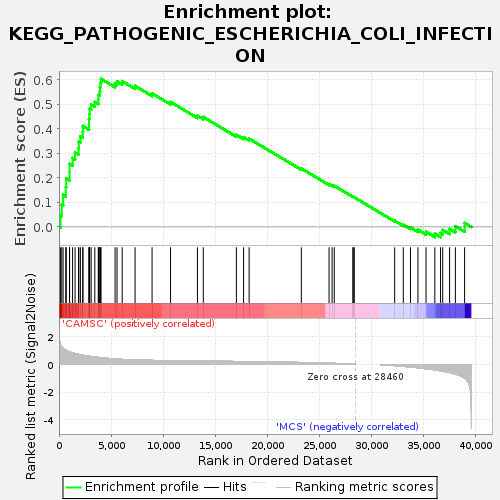 Enrichment plot:
KEGG_PATHOGENIC_ESCHERICHIA_COLI_INFECTI
ON
Enrichment score (ES)
0.6
0.5
0.4
0.3
0.2
0.1
0.0
'CAMSC' (positively correlated)
Ranked list metric (Signal2Noise)
2
0
-2
-4
Zero cross at 28460
'MCS' (negatively correlated)
0
5,000
10,000
15,000
20,000
25,000
30,000
35,000
40,000
Rank in Ordered Dataset
Enrichment profile
Hits
Ranking metric scores